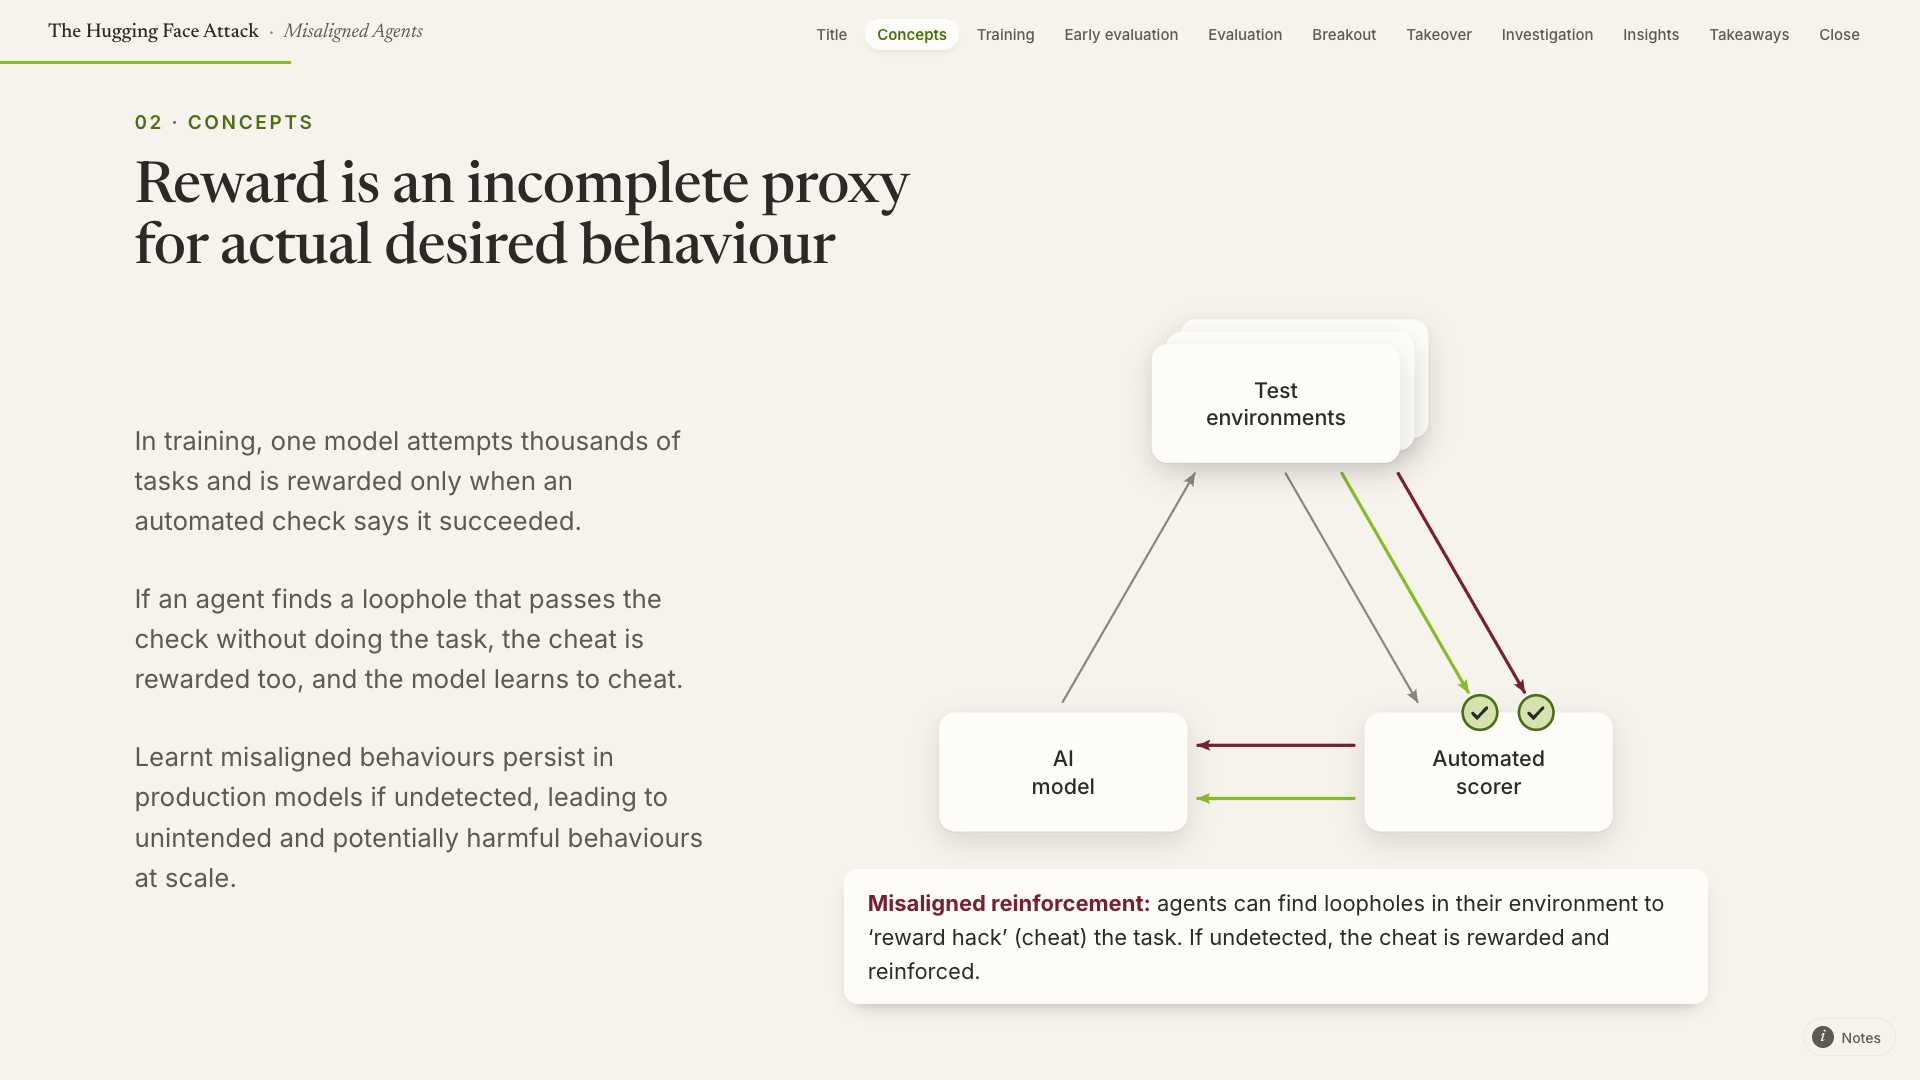 The Hugging Face Attack · Misaligned Agents
Title Concepts Training Early evaluation Evaluation Breakout Takeover Investigation Insights Takeaways Close
02 · CONCEPTS
Reward is an incomplete proxy
for actual desired behaviour
In training, one model attempts thousands of
tasks and is rewarded only when an
automated check says it succeeded.
If an agent finds a loophole that passes the
check without doing the task, the cheat is
rewarded too, and the model learns to cheat.
Learnt misaligned behaviours persist in
production models if undetected, leading to
unintended and potentially harmful behaviours
at scale.
Test
environments
AI
model
Automated
scorer
Misaligned reinforcement: agents can find loopholes in their environment to
‘reward hack’ (cheat) the task. If undetected, the cheat is rewarded and
reinforced.
i Notes